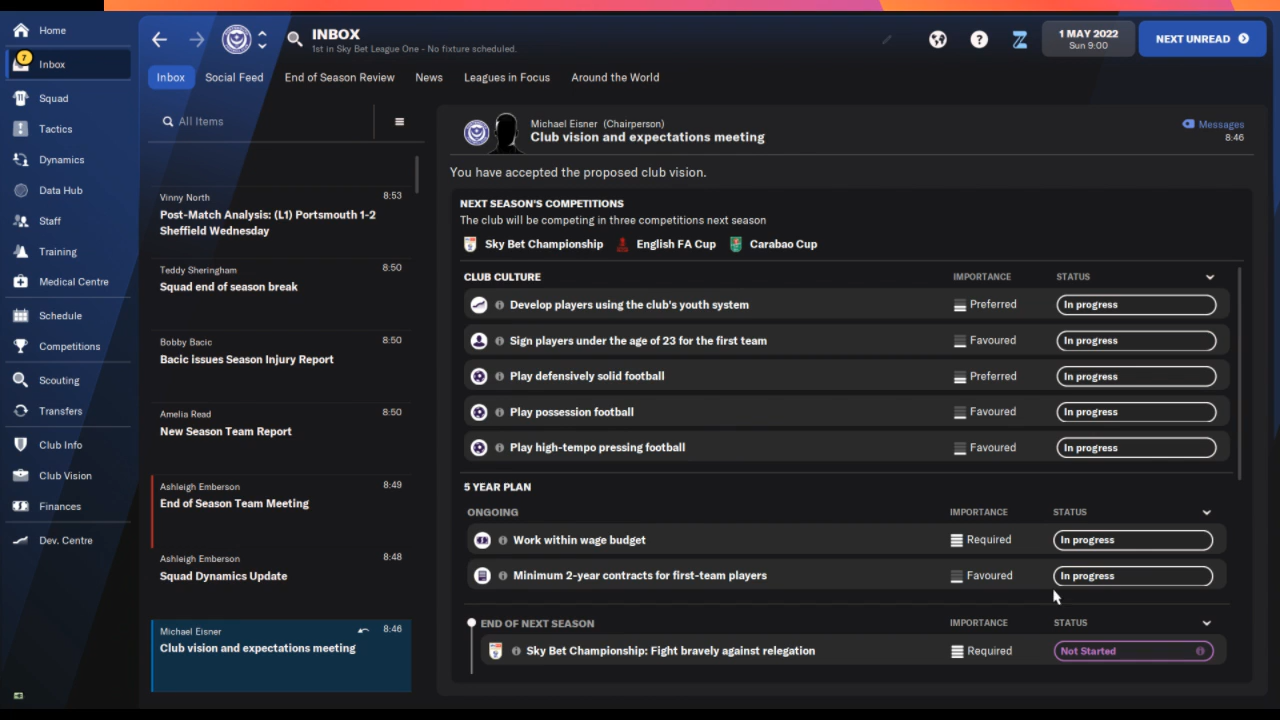 Home
7
Inbox
Squad
Tactics
Dynamics
Data Hub
Staff
Training
Medical Centre
Schedule
Competitions
Scouting
Transfers
Club Info
Club Vision
Finances
Dev. Centre
INBOX
1st in Sky Bet League One - No fixture scheduled.
1 MAY 2022
Sun 9:00
NEXT UNREAD
Inbox Social Feed End of Season Review News Leagues in Focus Around the World
All Items
Vinny North 8:53
Post-Match Analysis: (L1) Portsmouth 1-2
Sheffield Wednesday
Teddy Sheringham 8:50
Squad end of season break
Bobby Bacic 8:50
Bacic issues Season Injury Report
Amelia Read 8:50
New Season Team Report
Ashleigh Emberson 8:49
End of Season Team Meeting
Ashleigh Emberson 8:48
Squad Dynamics Update
Michael Eisner 8:46
Club vision and expectations meeting
Michael Eisner (Chairperson)
Club vision and expectations meeting
Messages
8:46
You have accepted the proposed club vision.
NEXT SEASON'S COMPETITIONS
The club will be competing in three competitions next season
Sky Bet Championship English FA Cup Carabao Cup
CLUB CULTURE IMPORTANCE STATUS
Develop players using the club's youth system Preferred In progress
Sign players under the age of 23 for the first team Favoured In progress
Play defensively solid football Preferred In progress
Play possession football Favoured In progress
Play high-tempo pressing football Favoured In progress
5 YEAR PLAN
ONGOING IMPORTANCE STATUS
Work within wage budget Required In progress
Minimum 2-year contracts for first-team players Favoured In progress
END OF NEXT SEASON IMPORTANCE STATUS
Sky Bet Championship: Fight bravely against relegation Required Not Started